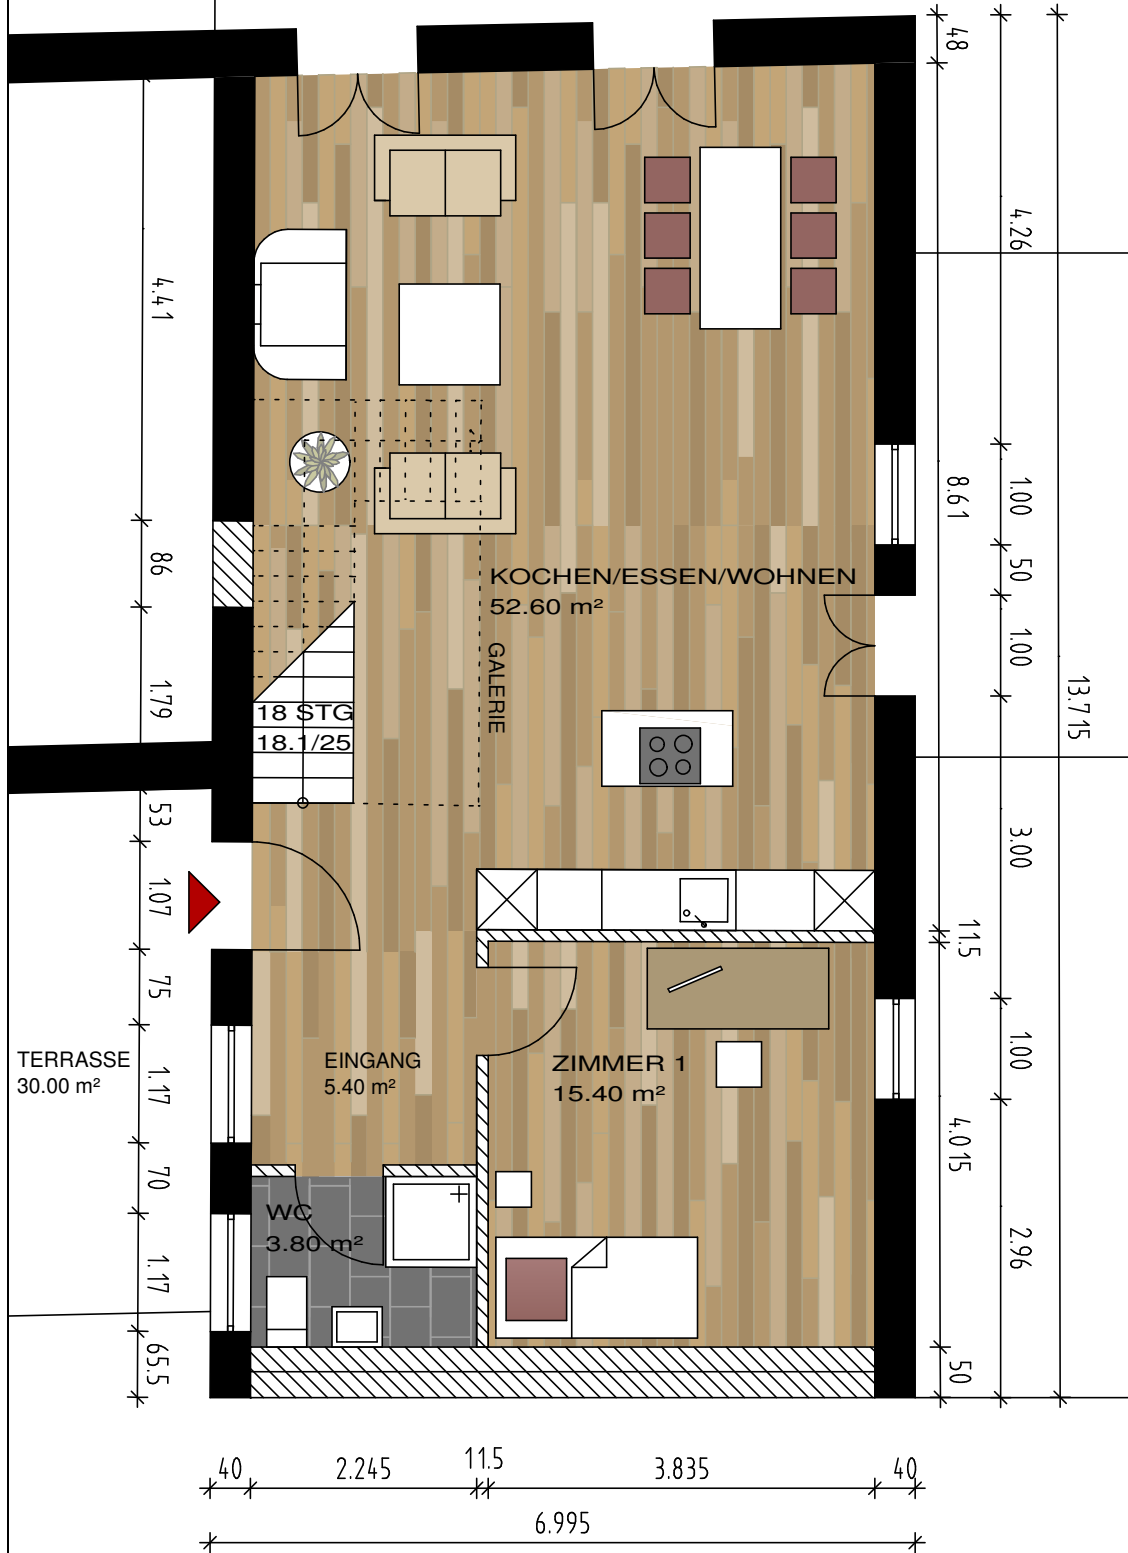 48
4.26
4.41
1.00
8.61
86
50
KOCHEN/ESSEN/WOHNEN
52.60 m²
1.00
GALERIE
1.79
13.715
18 STG
18.1/25
53
3.00
1.07
11.5
75
TERRASSE
30.00 m²
1.17
EINGANG
5.40 m²
ZIMMER 1
15.40 m²
1.00
4.015
70
WC
3.80 m²
2.96
1.17
65.5
50
40
2.245
11.5
3.835
40
6.995